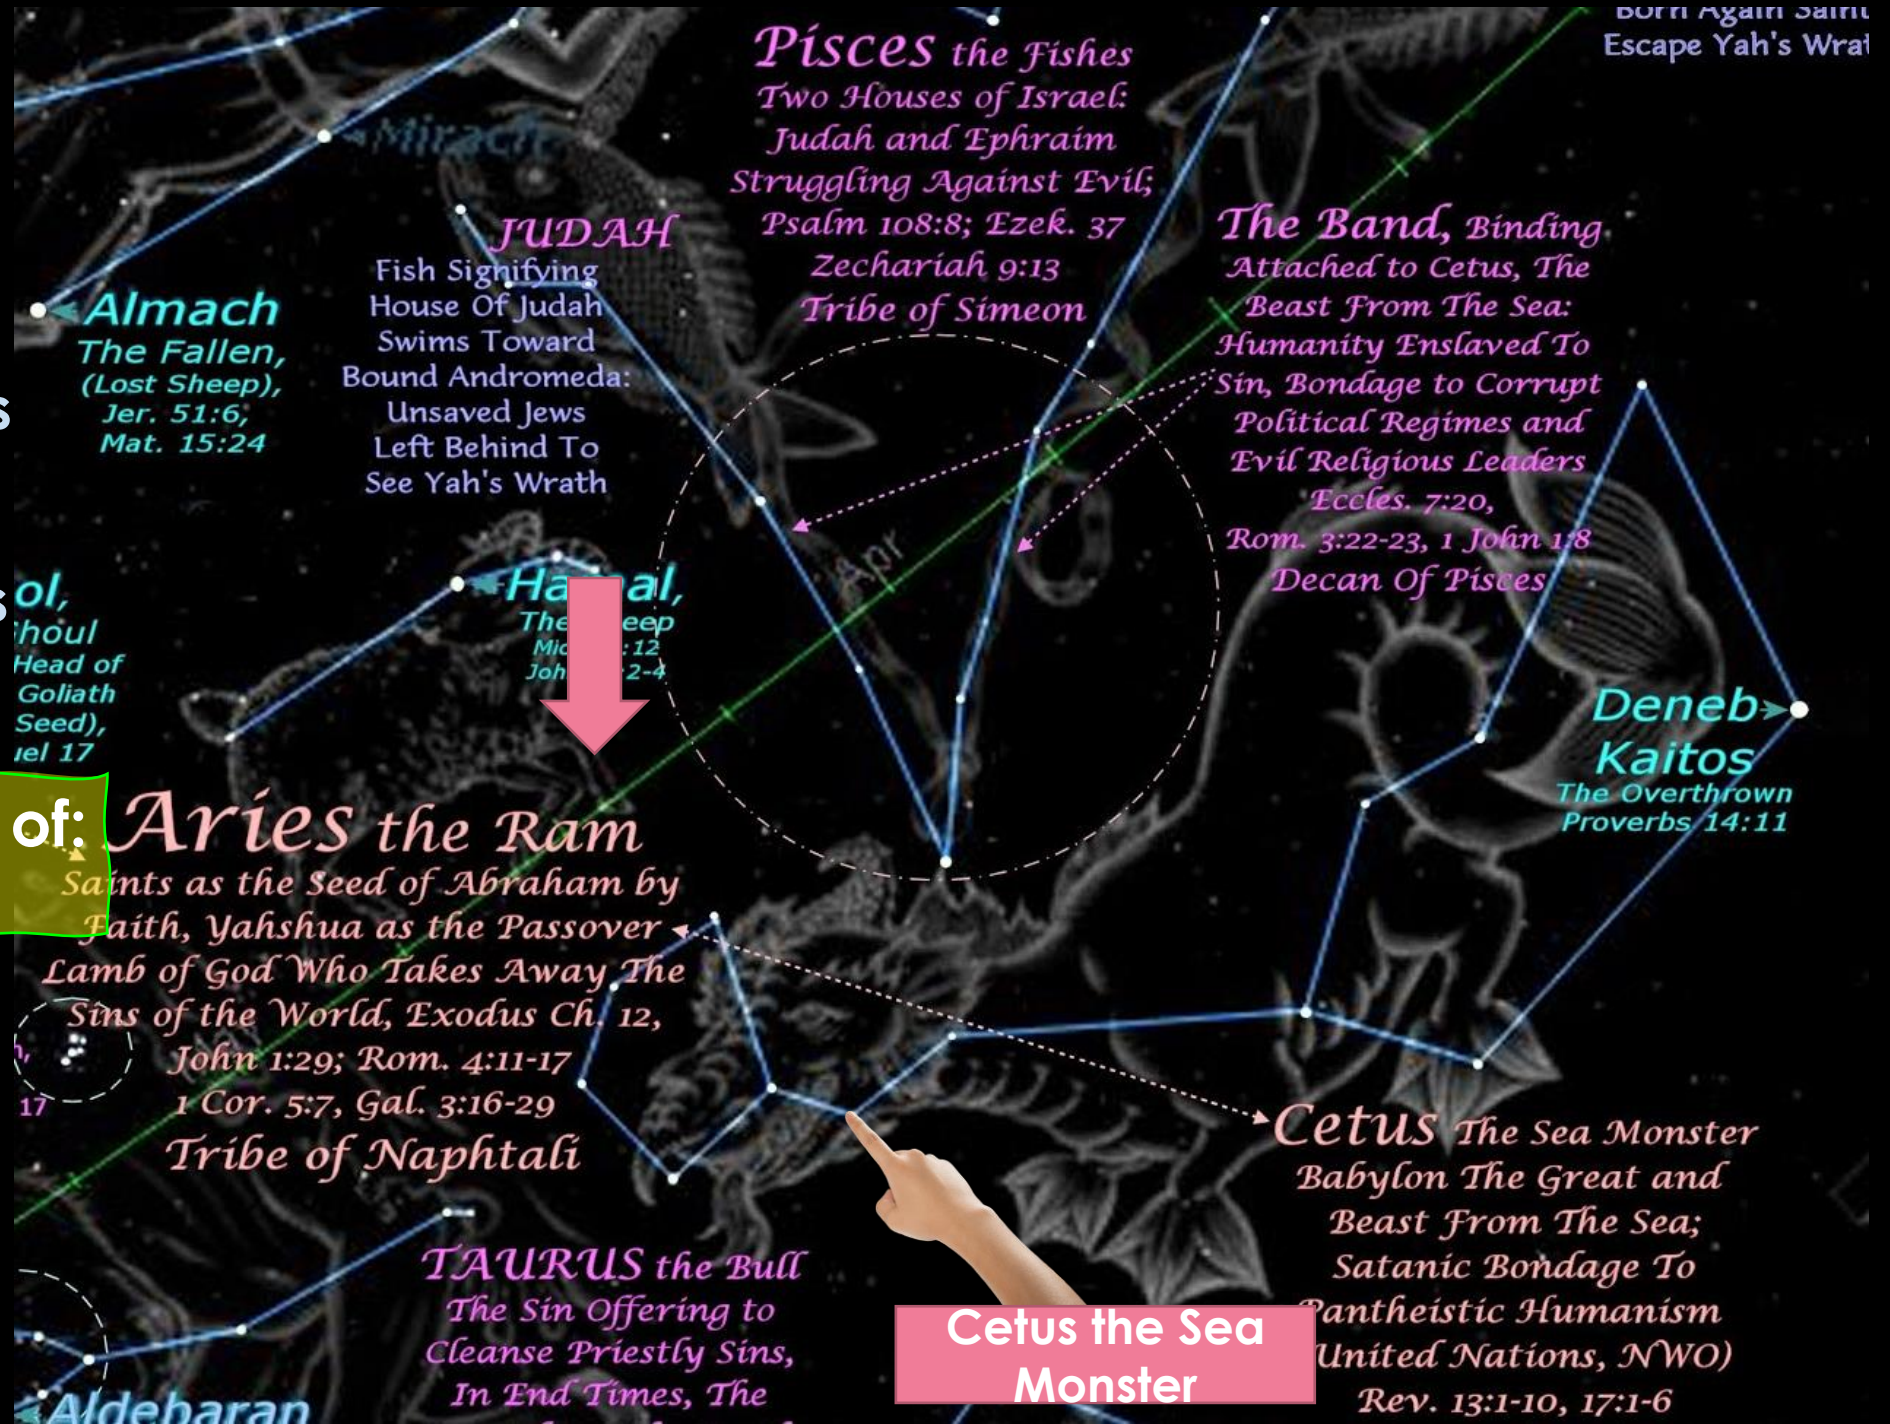 Born Again Saint
Escape Yah's Wrat
Pisces the Fishes
Two Houses of Israel:
Judah and Ephraim
Struggling Against Evil;
Psalm 108:8; Ezek. 37
Zechariah 9:13
Tribe of Simeon
Mirach
JUDAH
Fish Signifying
House Of Judah
Swims Toward
Bound Andromeda:
Unsaved Jews
Left Behind To
See Yah's Wrath
The Band, Binding
Attached to Cetus, The
Beast From The Sea:
Humanity Enslaved To
Sin, Bondage to Corrupt
Political Regimes and
Evil Religious Leaders
Eccles. 7:20,
Rom. 3:22-23, 1 John 1:8
Decan Of Pisces
Almach
The Fallen,
(Lost Sheep),
Jer. 51:6,
Mat. 15:24
s
s
ol,
Ghoul
Head of
Goliath
Seed),
uel 17
Ha al,
The eep
Mic :12
Joh 2-4
Apr
Deneb
Kaitos
The Overthrown
Proverbs 14:11
of:
Aries the Ram
Saints as the Seed of Abraham by
Faith, Yahshua as the Passover
Lamb of God Who Takes Away The
Sins of the World, Exodus Ch. 12,
John 1:29; Rom. 4:11-17
1 Cor. 5:7, Gal. 3:16-29
Tribe of Naphtali
17
Cetus The Sea Monster
Babylon The Great and
Beast From The Sea;
Satanic Bondage To
Pantheistic Humanism
United Nations, NWO)
Rev. 13:1-10, 17:1-6
TAURUS the Bull
The Sin Offering to
Cleanse Priestly Sins,
In End Times, The
Cetus the Sea
Monster
Aldebaran